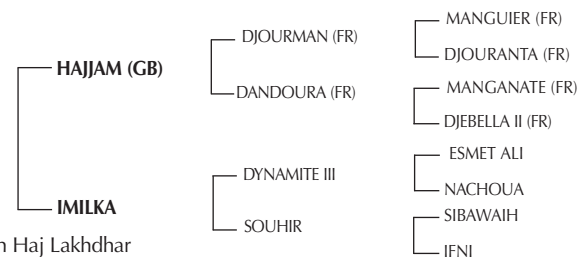 MANGUIER (FR)
DJOURMAN (FR)
DJOURANTA (FR)
HAJJAM (GB)
MANGANATE (FR)
DANDOURA (FR)
DJEBELLA II (FR)
ESMET ALI
DYNAMITE III
NACHOUA
IMILKA
SIBAWAIH
SOUHIR
n Haj Lakhdhar
IFNI